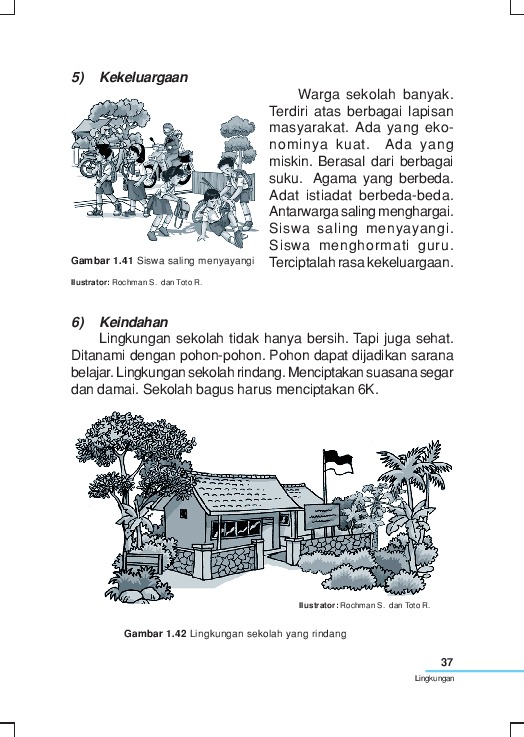 5) Kekeluargaan
Warga sekolah banyak.
Terdiri atas berbagai lapisan
masyarakat. Ada yang eko-
nominya kuat. Ada yang
miskin. Berasal dari berbagai
suku. Agama yang berbeda.
Adat istiadat berbeda-beda.
Antarwarga saling menghargai.
Siswa saling menyayangi.
Siswa menghormati guru.
Terciptalah rasa kekeluargaan.
Gambar 1.41 Siswa saling menyayangi
Ilustrator: Rochman S. dan Toto R.
6) Keindahan
Lingkungan sekolah tidak hanya bersih. Tapi juga sehat.
Ditanami dengan pohon-pohon. Pohon dapat dijadikan sarana
belajar. Lingkungan sekolah rindang. Menciptakan suasana segar
dan damai. Sekolah bagus harus menciptakan 6K.
Ilustrator: Rochman S. dan Toto R.
Gambar 1.42 Lingkungan sekolah yang rindang
37
Lingkungan